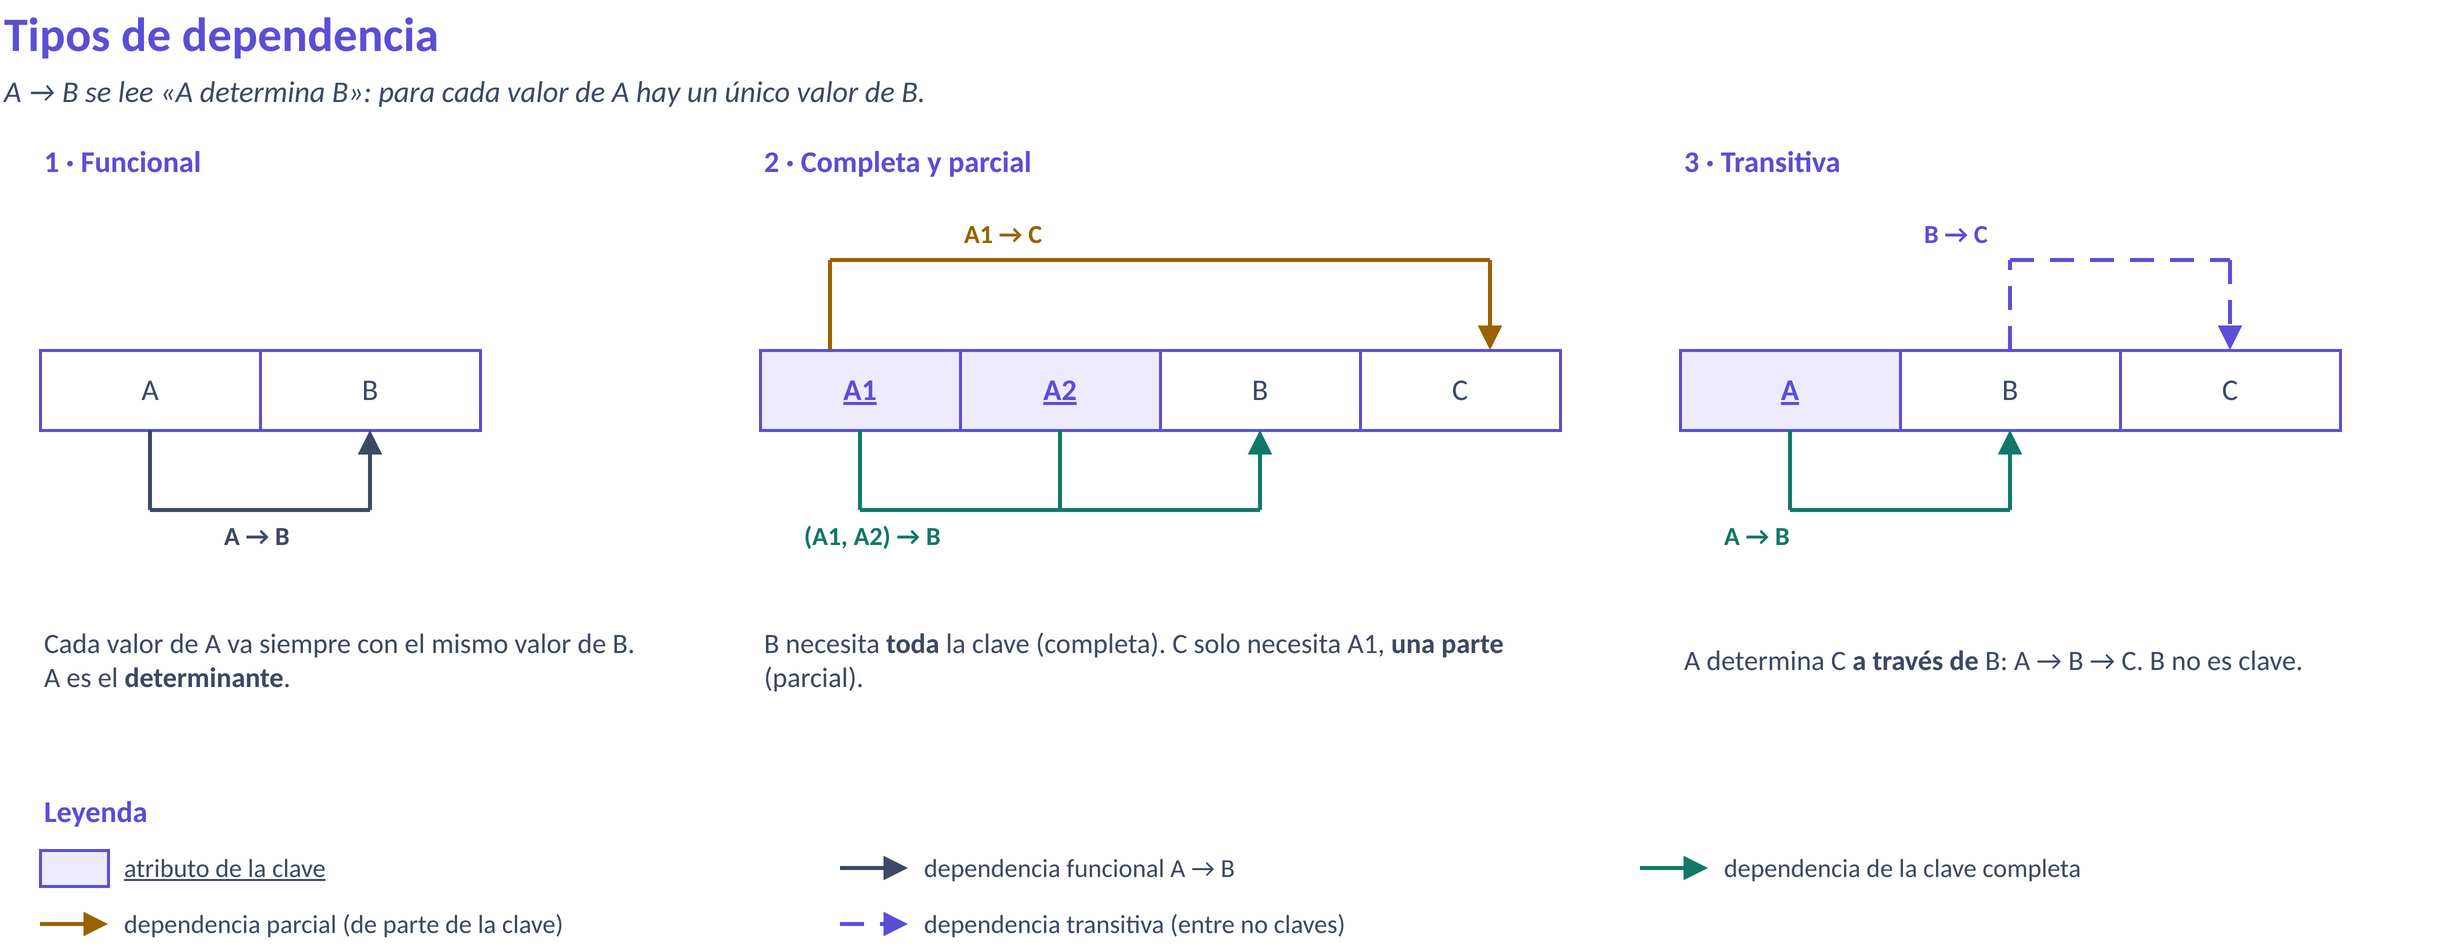 Tipos de dependencia
A → B se lee «A determina B»: para cada valor de A hay un único valor de B.
1 · Funcional
A
B
A → B
Cada valor de A va siempre con el mismo valor de B.
A es el determinante.
2 · Completa y parcial
A1 → C
A1
A2
B
C
(A1, A2) → B
B necesita toda la clave (completa). C solo necesita A1, una parte
(parcial).
3 · Transitiva
B → C
A
B
C
A → B
A determina C a través de B: A → B → C. B no es clave.
Leyenda
atributo de la clave
dependencia funcional A → B
dependencia de la clave completa
dependencia parcial (de parte de la clave)
dependencia transitiva (entre no claves)